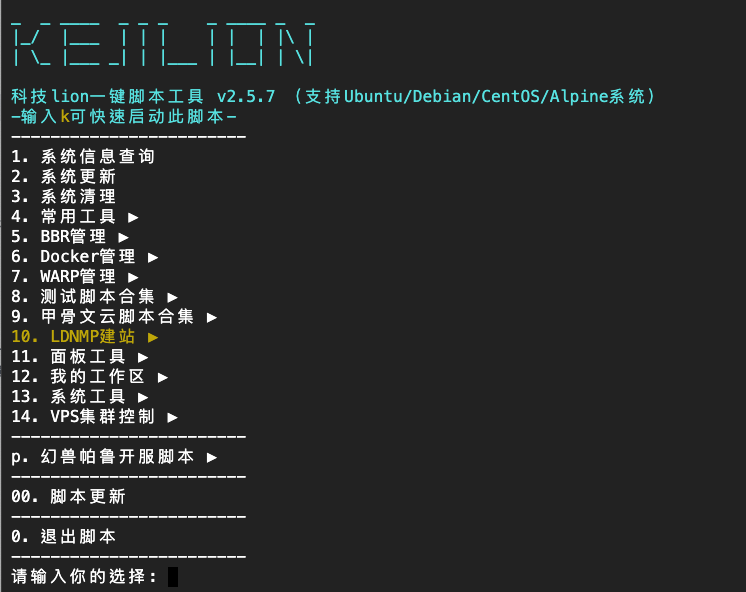 KEJILION
科技lion一键脚本工具 v2.5.7 （支持Ubuntu/Debian/CentOS/Alpine系统）
-输入k可快速启动此脚本-
------------------------
1. 系统信息查询
2. 系统更新
3. 系统清理
4. 常用工具 ▶
5. BBR管理 ▶
6. Docker管理 ▶
7. WARP管理 ▶
8. 测试脚本合集 ▶
9. 甲骨文云脚本合集 ▶
10. LDNMP建站 ▶
11. 面板工具 ▶
12. 我的工作区 ▶
13. 系统工具 ▶
14. VPS集群控制 ▶
------------------------
p. 幻兽帕鲁开服脚本 ▶
------------------------
00. 脚本更新
------------------------
0. 退出脚本
------------------------
请输入你的选择: